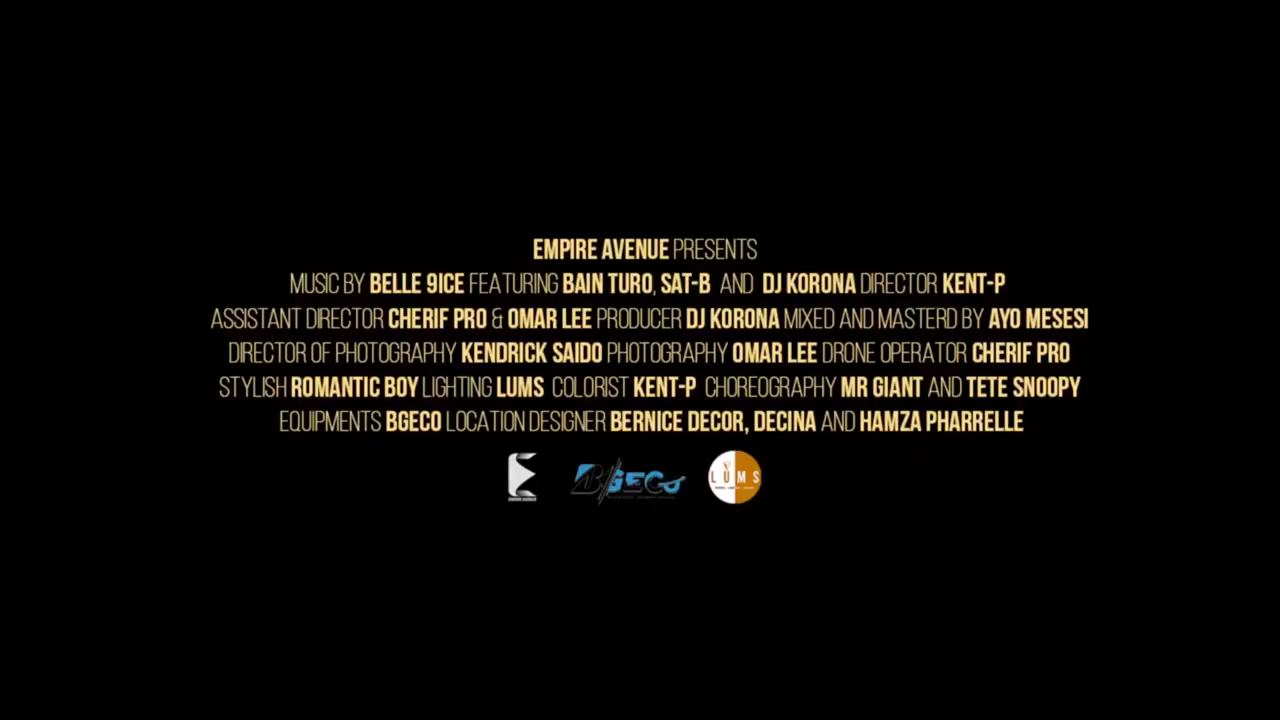 EMPIRE AVENUE PRESENTS
MUSIC BY BELLE 9ICE FEATURING BAIN TURO, SAT-B AND DJ KORONA DIRECTOR KENT-P
ASSISTANT DIRECTOR CHERIF PRO & OMAR LEE PRODUCER DJ KORONA MIXED AND MASTERD BY AYO MESESI
DIRECTOR OF PHOTOGRAPHY KENDRICK SAIDO PHOTOGRAPHY OMAR LEE DRONE OPERATOR CHERIF PRO
STYLISH ROMANTIC BOY LIGHTING LUMS COLORIST KENT-P CHOREOGRAPHY MR GIANT AND TETE SNOOPY
EQUIPMENTS BGECO LOCATION DESIGNER BERNICE DECOR, DECINA AND HAMZA PHARRELLE
BGECO
LUMS